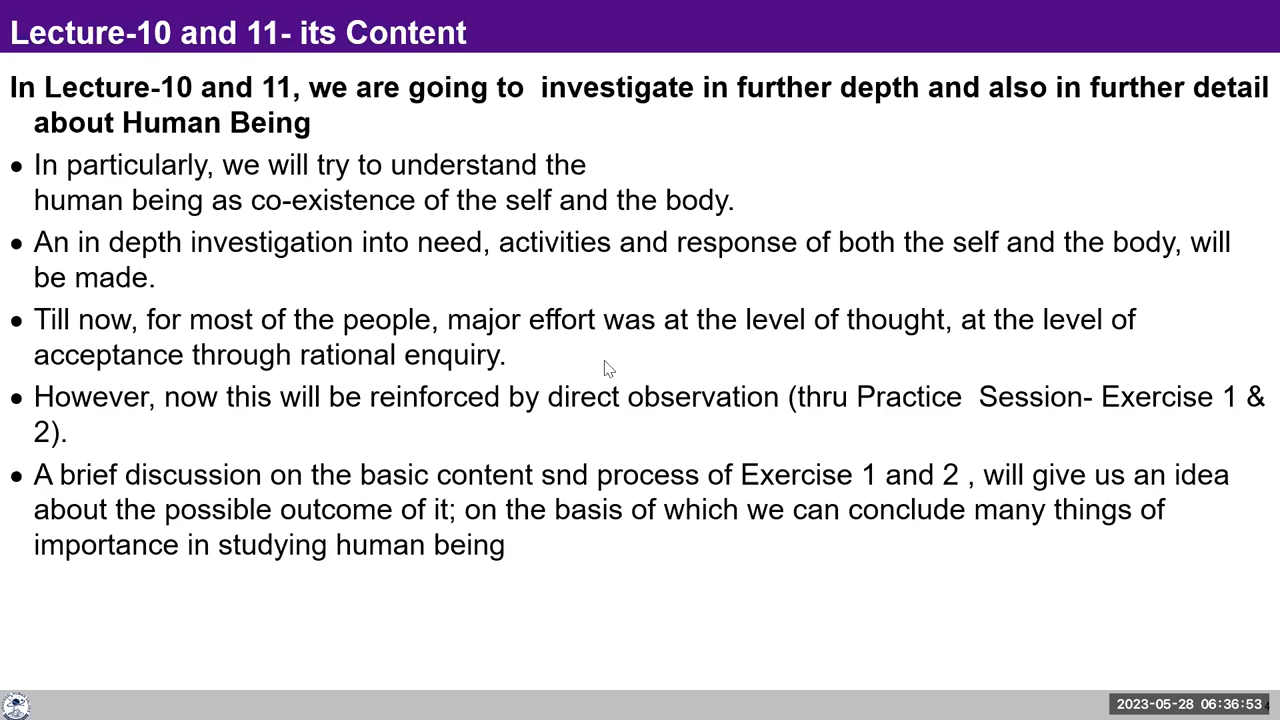 Lecture-10 and 11- its Content
In Lecture-10 and 11, we are going to  investigate in further depth and also in further detail
about Human Being
• In particularly, we will try to understand the
human being as co-existence of the self and the body.
• An in depth investigation into need, activities and response of both the self and the body, will
be made.
• Till now, for most of the people, major effort was at the level of thought, at the level of
acceptance through rational enquiry.
• However, now this will be reinforced by direct observation (thru Practice  Session- Exercise 1 &
2).
• A brief discussion on the basic content snd process of Exercise 1 and 2 , will give us an idea
about the possible outcome of it; on the basis of which we can conclude many things of
importance in studying human being
2023-05-28 06:36:53